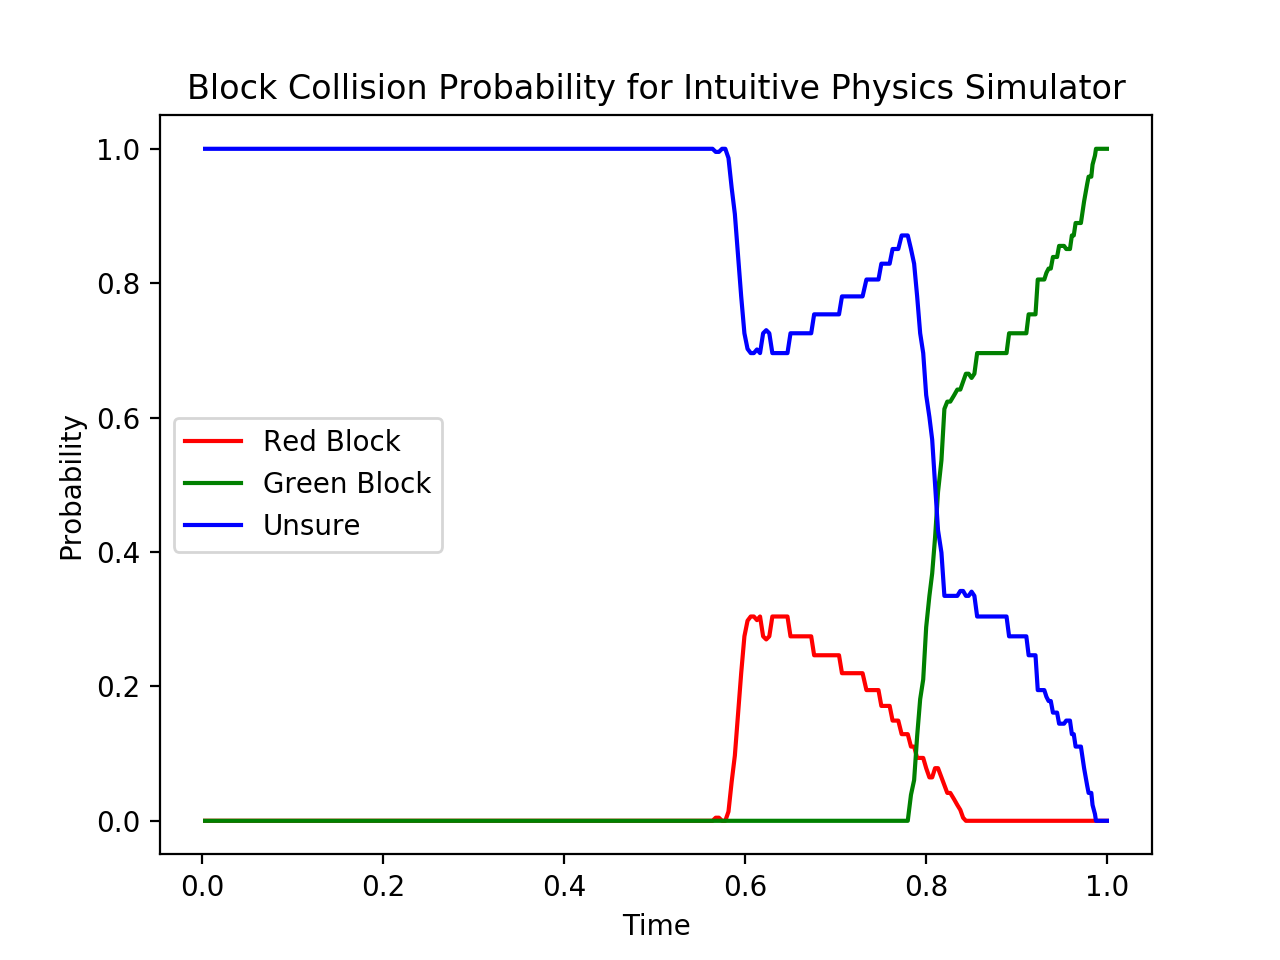 Block Collision Probability for Intuitive Physics Simulator
1.0
0.8
0.6
0.4
0.2
0.0
Probability
Red Block
Green Block
Unsure
0.0 0.2 0.4 0.6 0.8 1.0
Time